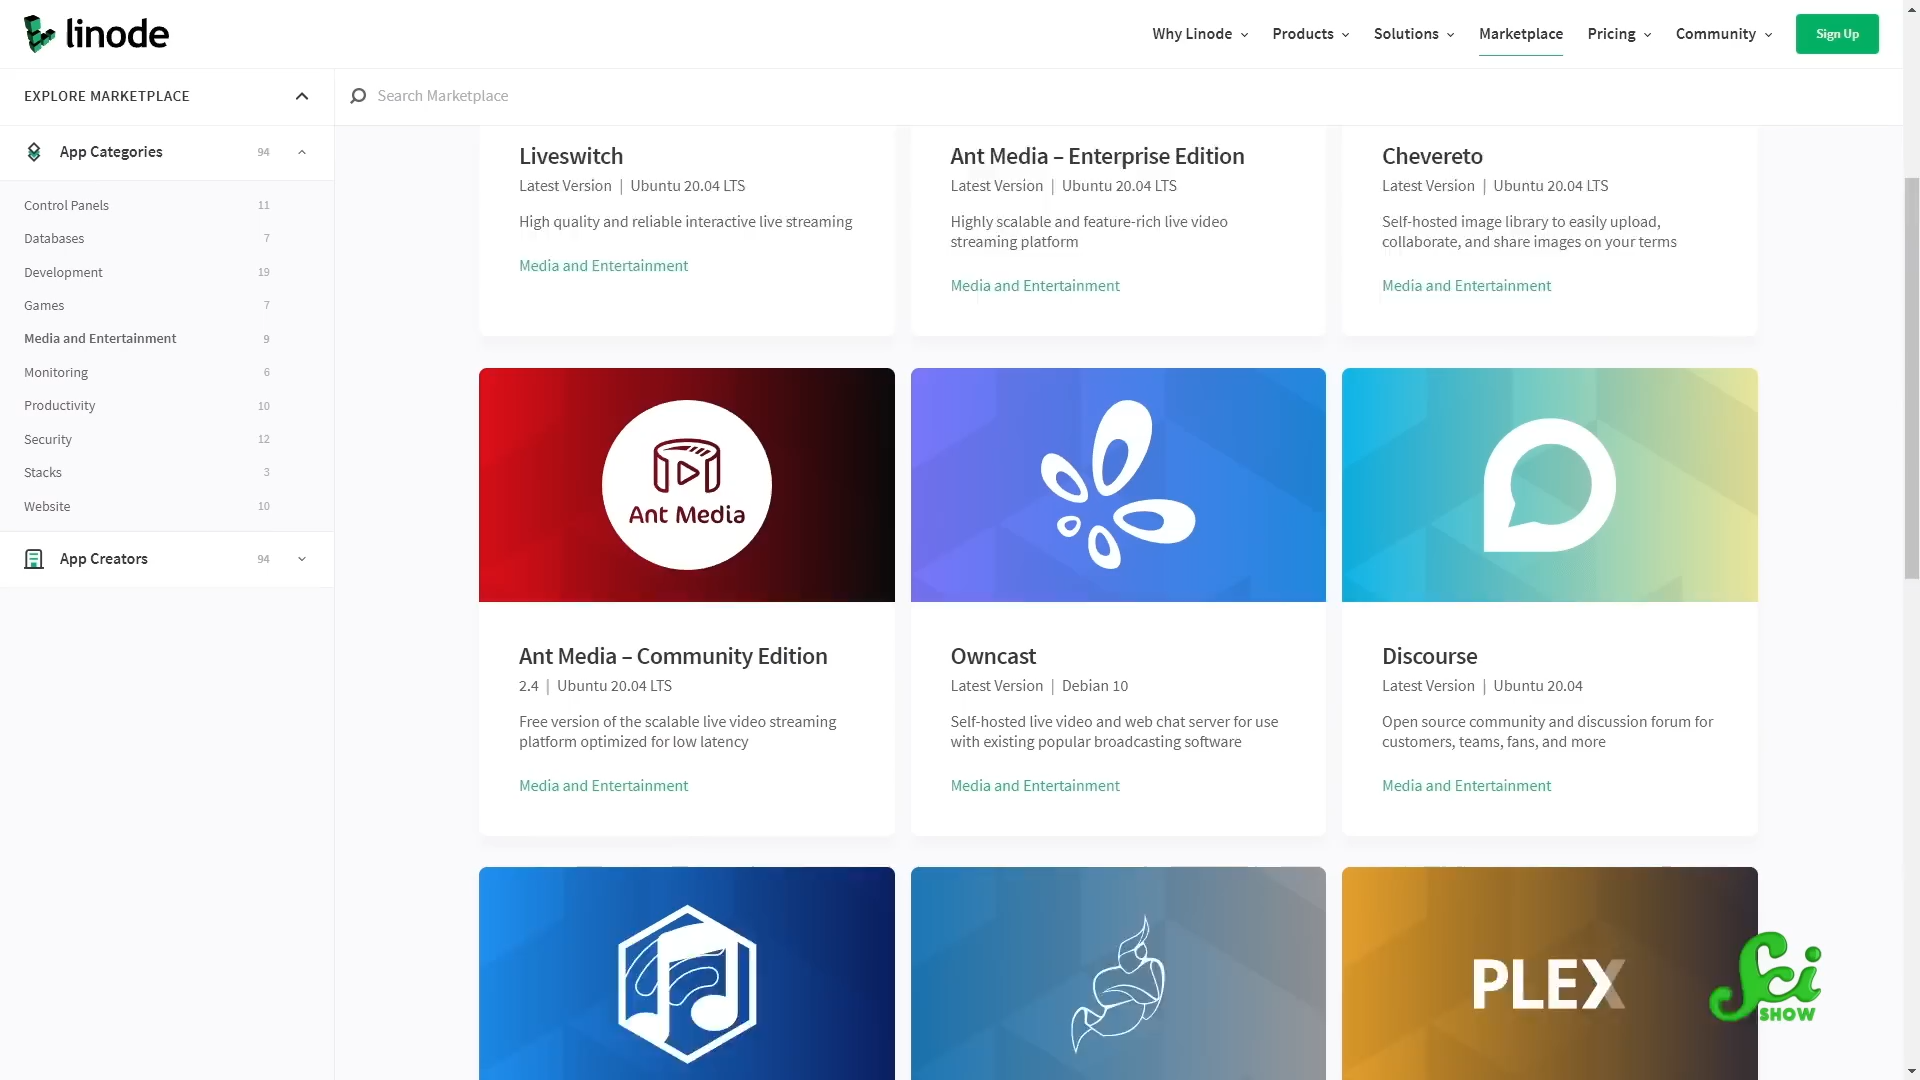 linode
Why Linode
Products
Solutions
Marketplace
Pricing
Community
Sign Up
EXPLORE MARKETPLACE
Search Marketplace
App Categories 94
Control Panels 11
Databases 7
Development 19
Games 7
Media and Entertainment 9
Monitoring 6
Productivity 10
Security 12
Stacks 3
Website 10
App Creators 94
Liveswitch
Latest Version | Ubuntu 20.04 LTS
High quality and reliable interactive live streaming
Media and Entertainment
Ant Media – Enterprise Edition
Latest Version | Ubuntu 20.04 LTS
Highly scalable and feature-rich live video
streaming platform
Media and Entertainment
Chevereto
Latest Version | Ubuntu 20.04 LTS
Self-hosted image library to easily upload,
collaborate, and share images on your terms
Media and Entertainment
Ant Media
Ant Media – Community Edition
2.4 | Ubuntu 20.04 LTS
Free version of the scalable live video streaming
platform optimized for low latency
Media and Entertainment
Owncast
Latest Version | Debian 10
Self-hosted live video and web chat server for use
with existing popular broadcasting software
Media and Entertainment
Discourse
Latest Version | Ubuntu 20.04
Open source community and discussion forum for
customers, teams, fans, and more
Media and Entertainment
PLEX
Sci
SHOW